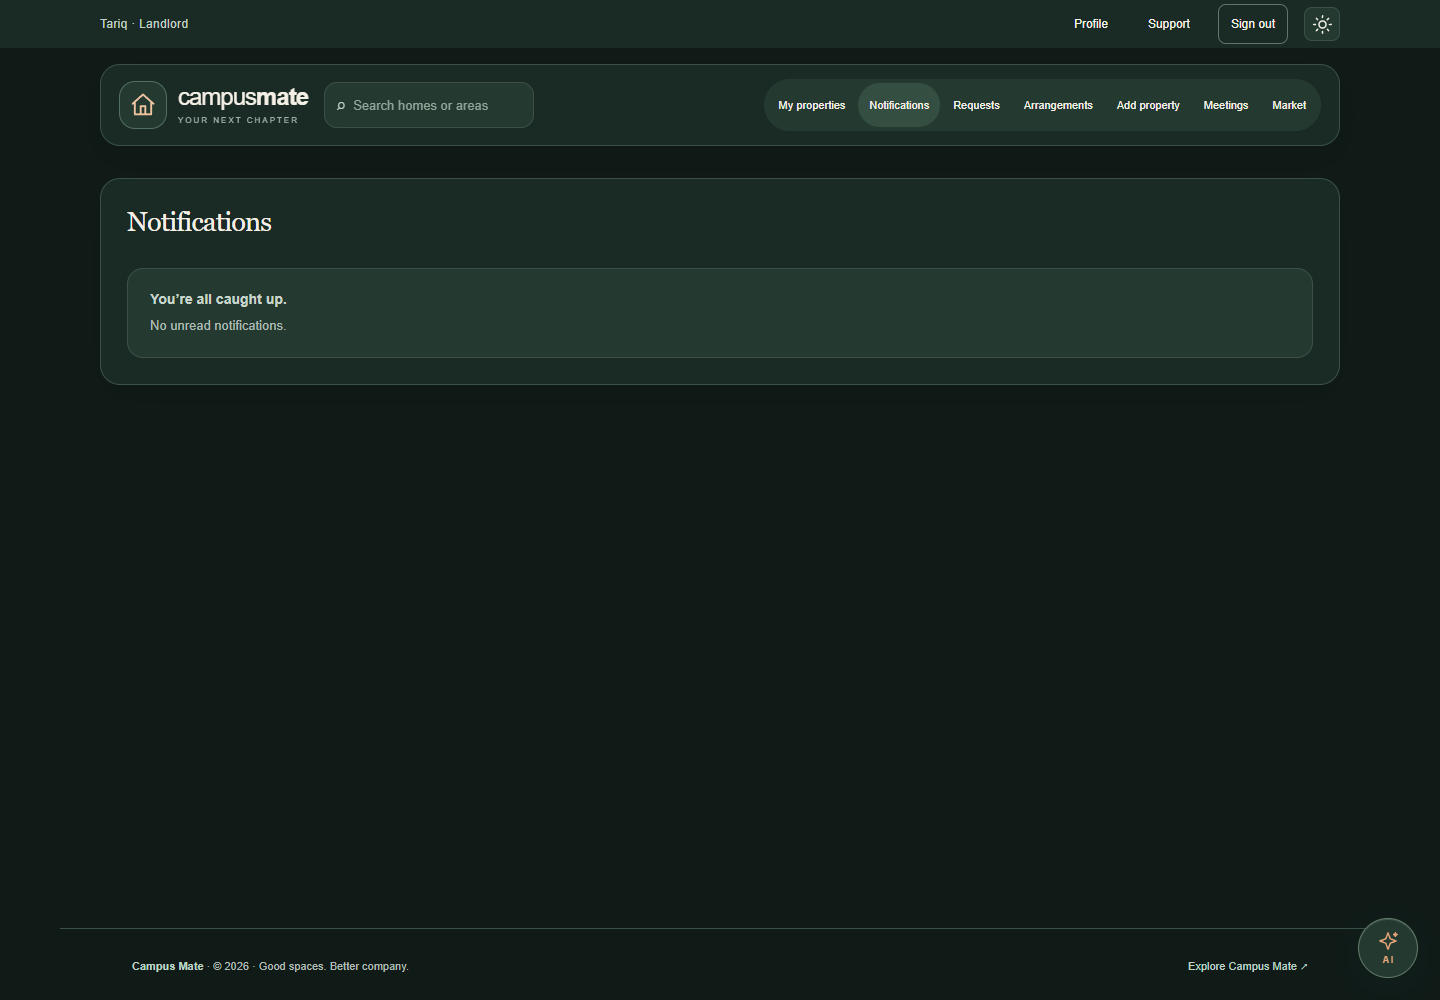 Tariq · Landlord
Profile
Support
Sign out
campusmate
YOUR NEXT CHAPTER
Search homes or areas
My properties
Notifications
Requests
Arrangements
Add property
Meetings
Market
Notifications
You’re all caught up.
No unread notifications.
Campus Mate · © 2026 · Good spaces. Better company.
Explore Campus Mate ↗
AI